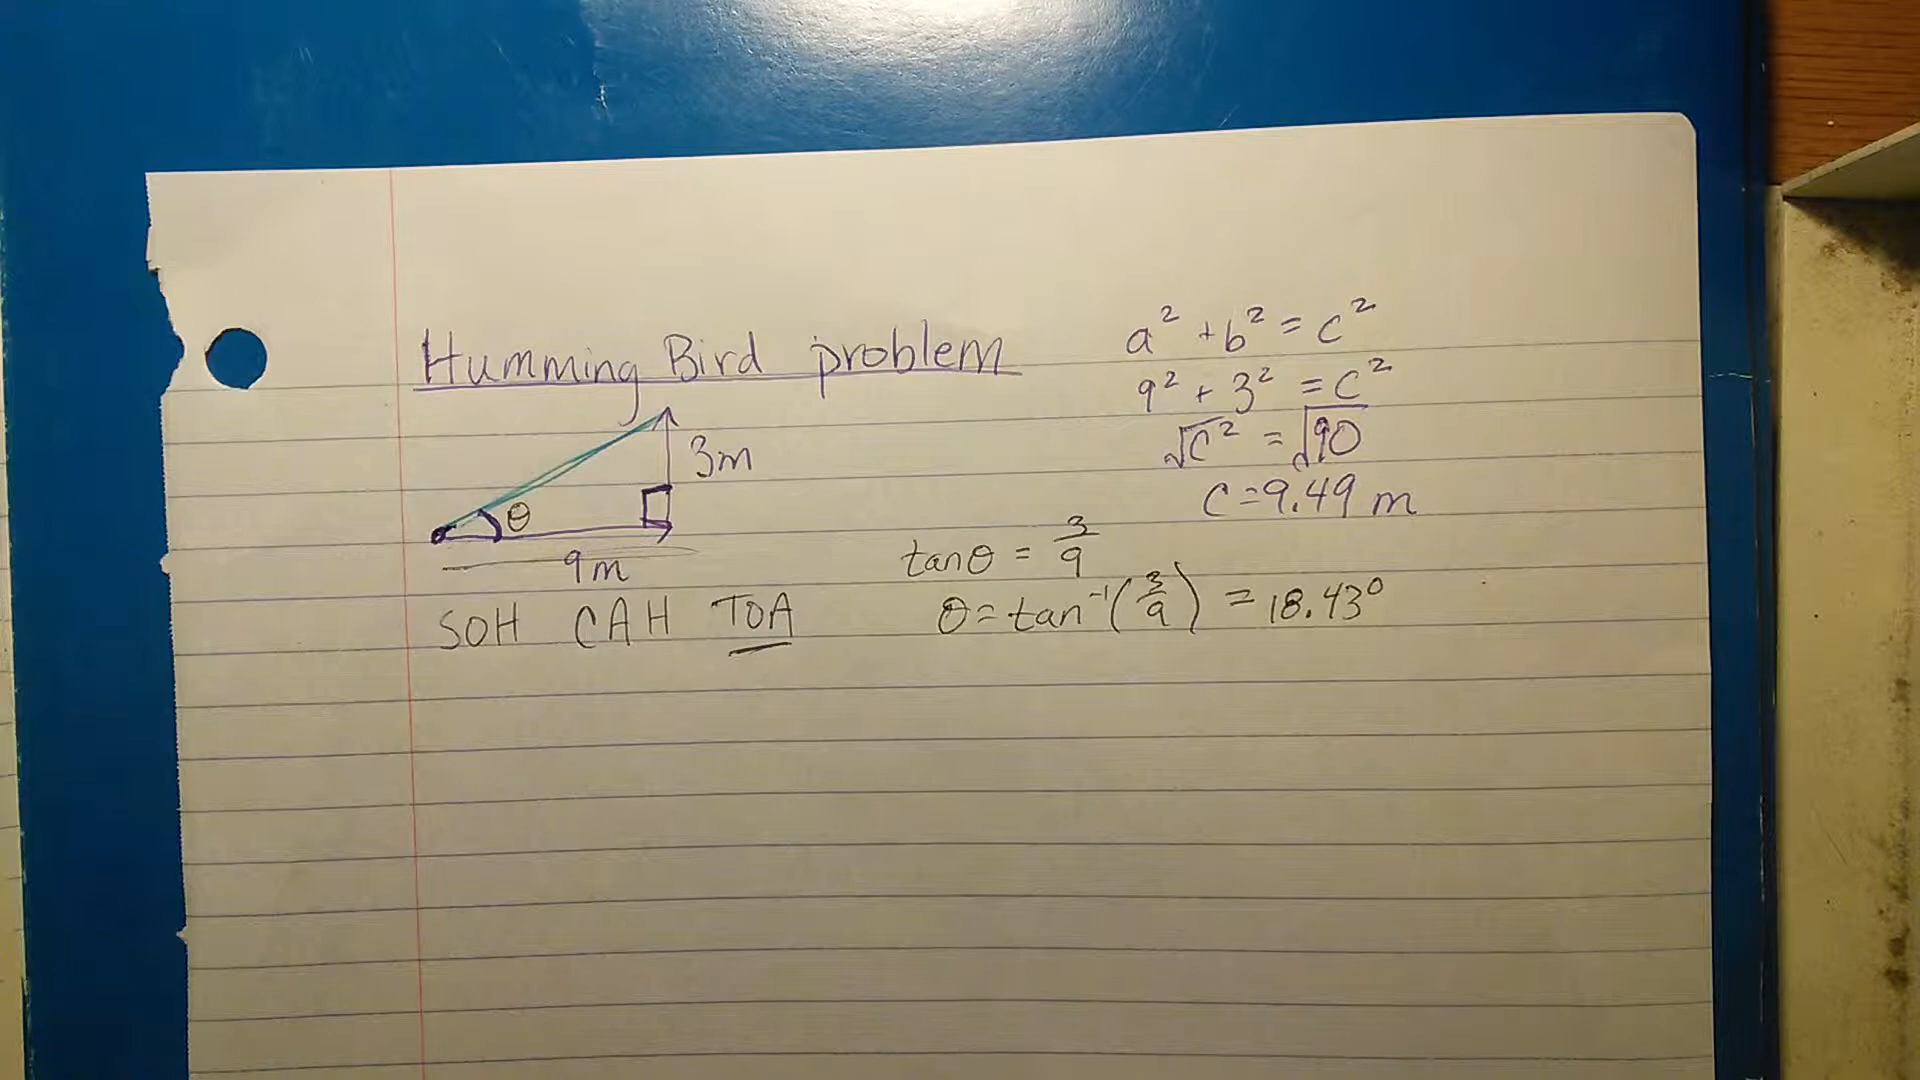 Humming Bird problem
3m
θ
9m
SOH CAH TOA
a² + b² = c²
9² + 3² = c²
√c² = √90
c = 9.49 m
tanθ = 3/9
θ = tan⁻¹(3/9) = 18.43°